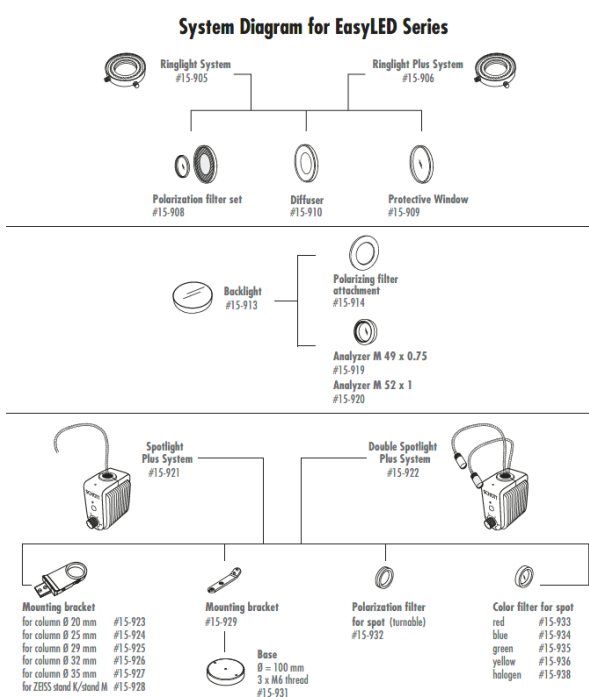 System Diagram for EasyLED Series
Ringlight System
#15-905
Ringlight Plus System
#15-906
Polarization filter set
#15-908
Diffuser
#15-910
Protective Window
#15-909
Backlight
#15-913
Polarizing filter
attachment
#15-914
Analyzer M 49 x 0.75
#15-919
Analyzer M 52 x 1
#15-920
Spotlight
Plus System
#15-921
Double Spotlight
Plus System
#15-922
SCHOTT
SCHOTT
Mounting bracket
for column Ø 20 mm #15-923
for column Ø 25 mm #15-924
for column Ø 29 mm #15-925
for column Ø 32 mm #15-926
for column Ø 35 mm #15-927
for ZEISS stand K/stand M #15-928
Mounting bracket
#15-929
Base
Ø = 100 mm
3 x M6 thread
#15-931
Polarization filter
for spot (turnable)
#15-932
Color filter for spot
red #15-933
blue #15-934
green #15-935
yellow #15-936
halogen #15-938